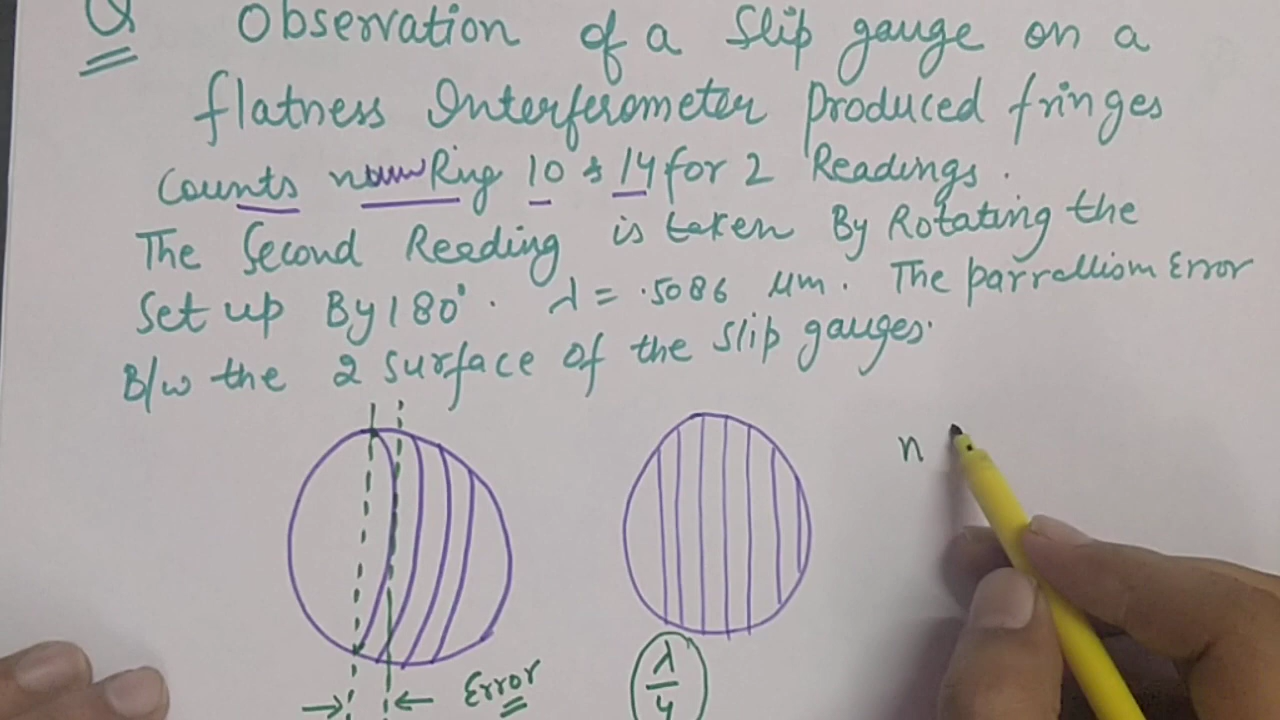 Q Observation of a Slip gauge on a
flatness Interferometer produced fringes
Counts Ring 10 & 14 for 2 Readings.
The Second Reeding is taken By Rotating the
Set up By 180°. λ = .5086 μm. The parrallism Error
B/w the 2 surface of the slip gauges.
n
Error
λ/4